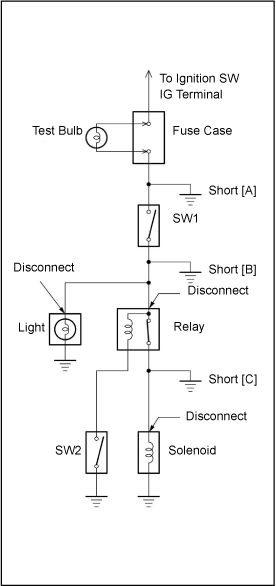 To Ignition SW
IG Terminal
Test Bulb
Fuse Case
Short [A]
SW1
Short [B]
Disconnect
Disconnect
Light
Relay
Short [C]
Disconnect
SW2
Solenoid